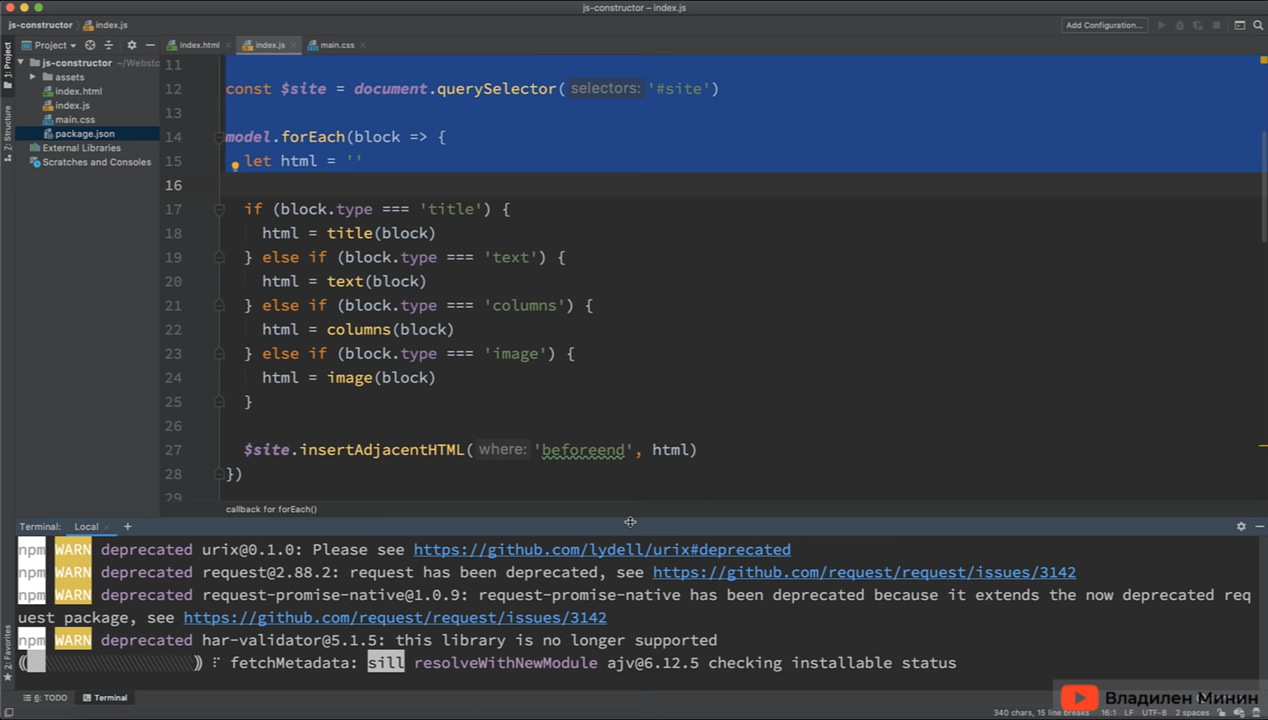 js-constructor – index.js
js-constructor
index.js
Add Configuration...
Project
index.html
index.js
main.css
1: Project
js-constructor ~/Websto
assets
index.html
index.js
main.css
package.json
External Libraries
Scratches and Consoles
Z: Structure
11
12 const $site = document.querySelector( selectors: '#site')
13
14 model.forEach(block => {
15 let html = ''
16
17 if (block.type === 'title') {
18 html = title(block)
19 } else if (block.type === 'text') {
20 html = text(block)
21 } else if (block.type === 'columns') {
22 html = columns(block)
23 } else if (block.type === 'image') {
24 html = image(block)
25 }
26
27 $site.insertAdjacentHTML( where: 'beforeend', html)
28 })
29
callback for forEach()
Terminal: Local +
npm WARN deprecated urix@0.1.0: Please see https://github.com/lydell/urix#deprecated
npm WARN deprecated request@2.88.2: request has been deprecated, see https://github.com/request/request/issues/3142
npm WARN deprecated request-promise-native@1.0.9: request-promise-native has been deprecated because it extends the now deprecated req
uest package, see https://github.com/request/request/issues/3142
npm WARN deprecated har-validator@5.1.5: this library is no longer supported
fetchMetadata: sill resolveWithNewModule ajv@6.12.5 checking installable status
2: Favorites
6: TODO
Terminal
Владилен Минин
340 chars, 15 line breaks 16:1 LF UTF-8 2 spaces